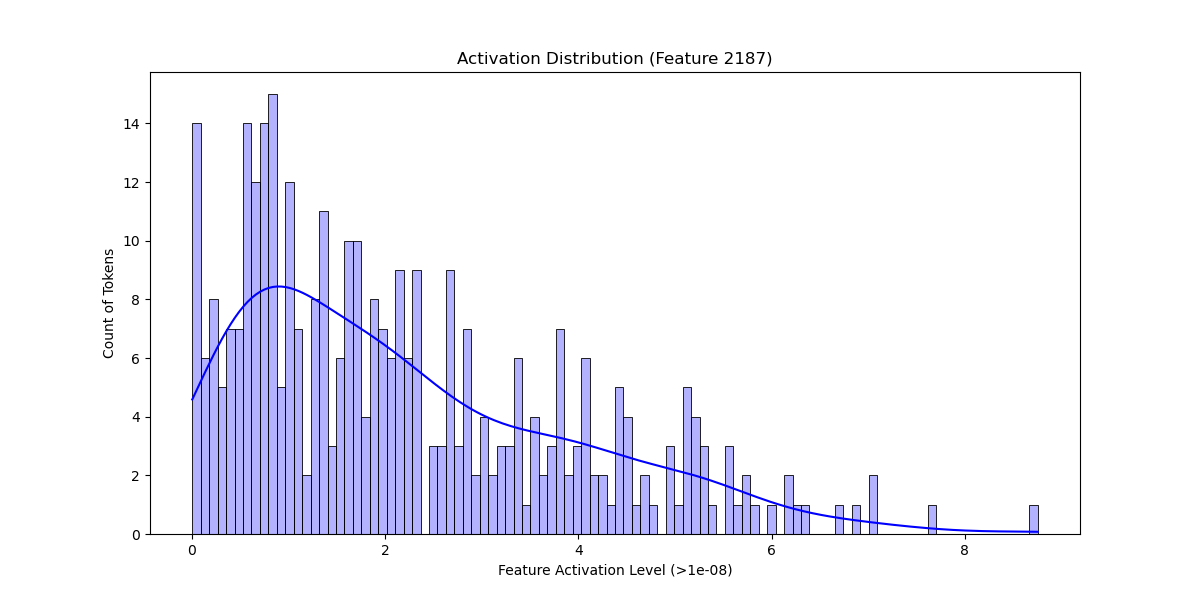 Activation Distribution (Feature 2187)
14
12
10
8
6
4
2
0
Count of Tokens
0 2 4 6 8
Feature Activation Level (>1e-08)